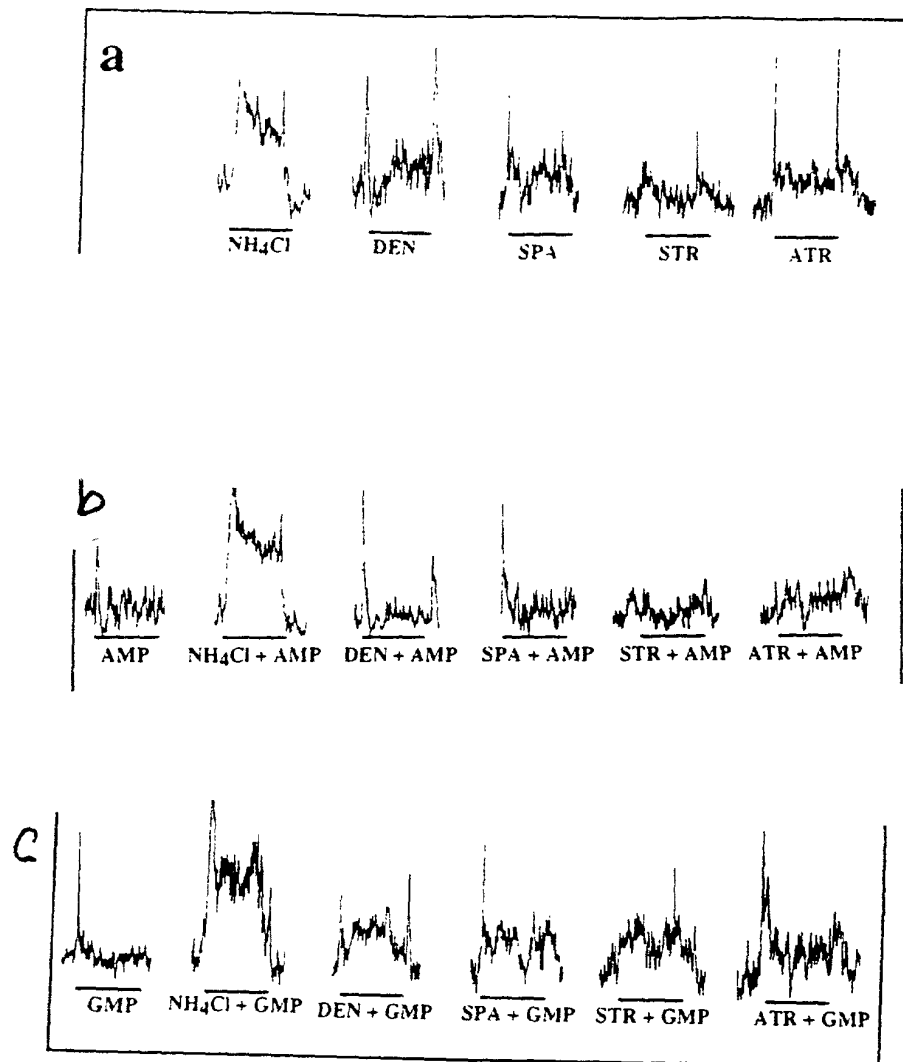 a
NH₄Cl DEN SPA STR ATR
b
AMP NH₄Cl + AMP DEN + AMP SPA + AMP STR + AMP ATR + AMP
C
GMP NH₄Cl + GMP DEN + GMP SPA + GMP STR + GMP ATR + GMP